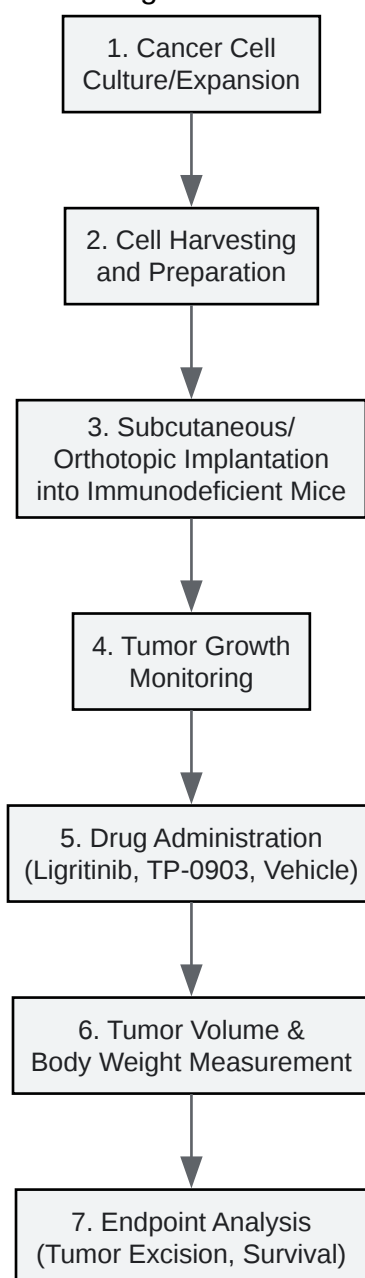 1. Cancer Cell
Culture/Expansion
2. Cell Harvesting
and Preparation
3. Subcutaneous/
Orthotopic Implantation
into Immunodeficient Mice
4. Tumor Growth
Monitoring
5. Drug Administration
(Ligritinib, TP-0903, Vehicle)
6. Tumor Volume &
Body Weight Measurement
7. Endpoint Analysis
(Tumor Excision, Survival)